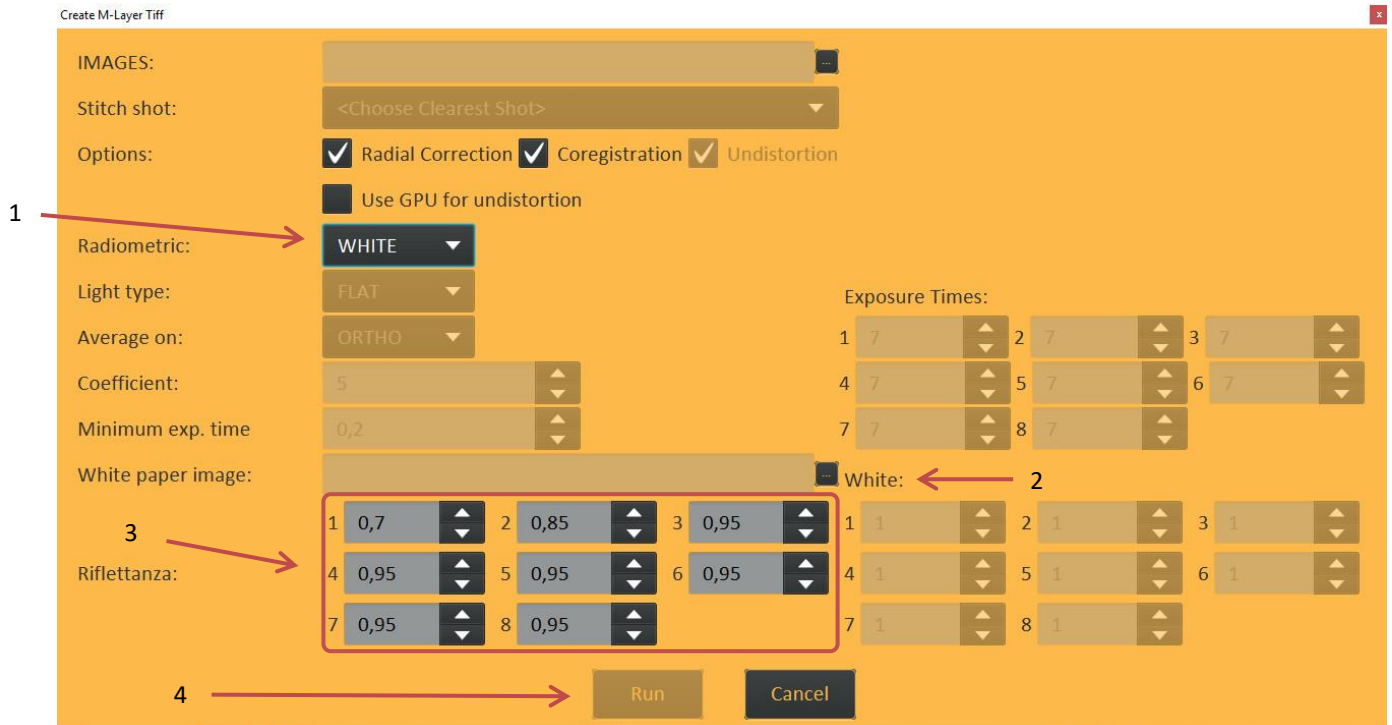 Create M-Layer Tiff x
IMAGES: ...
Stitch shot: <Choose Clearest Shot>
Options: Radial Correction Coregistration Undistortion
Use GPU for undistortion
1
Radiometric: WHITE
Light type: FLAT Exposure Times:
Average on: ORTHO 1 7 2 7 3 7
Coefficient: 5 4 7 5 7 6 7
Minimum exp. time 0,2 7 7 8 7
White paper image: ... White: 2
1 0,7 2 0,85 3 0,95 1 1 2 1 3 1
3
Riflettanza: 4 0,95 5 0,95 6 0,95 4 1 5 1 6 1
7 0,95 8 0,95 7 1 8 1
4 Run Cancel